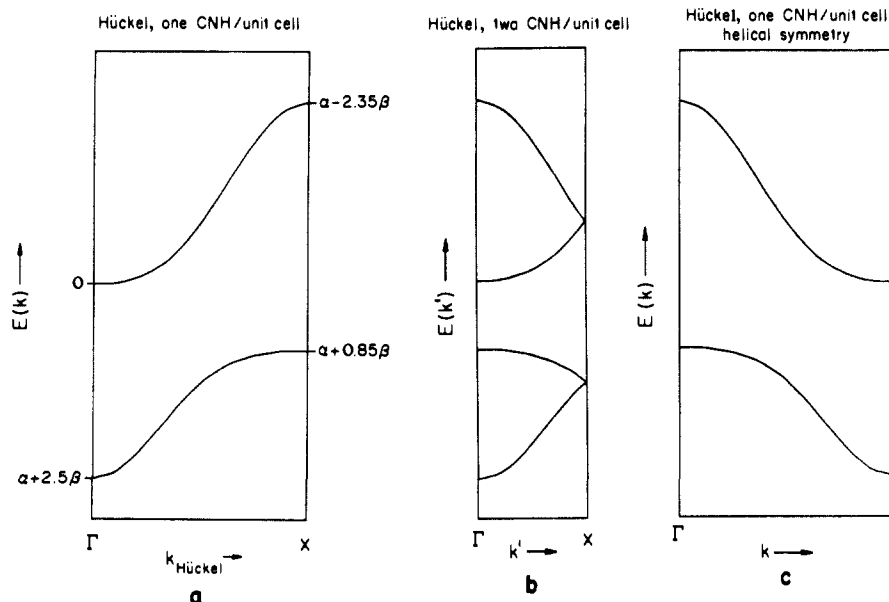 Hückel, one CNH/unit cell
α-2.35β
0
α+0.85β
α+2.5β
E(k)
Γ
X
k Hückel
a
Hückel, two CNH/unit cell
E(k')
Γ
X
k'
b
Hückel, one CNH/unit cell
helical symmetry
E(k)
Γ
k
c